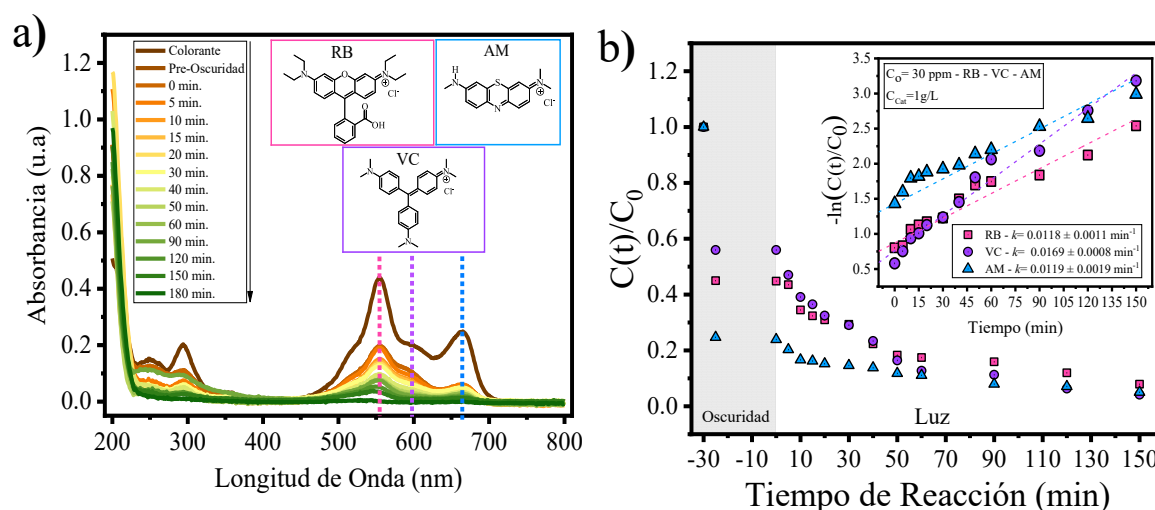 a)
Absorbancia (u.a)
1.2
1.0
0.8
0.6
0.4
0.2
0.0
200
300
400
500
600
700
800
Longitud de Onda (nm)
Colorante
Pre-Oscuridad
0 min.
5 min.
10 min.
15 min.
20 min.
30 min.
40 min.
50 min.
60 min.
90 min.
120 min.
150 min.
180 min.
RB
N
O
N
⊕
Cl-
OH
O
AM
H
N
S
N
N
⊕
Cl-
VC
N
N
⊕
Cl-
N
b)
C(t)/C0
1.2
1.0
0.8
0.6
0.4
0.2
0.0
Oscuridad
Luz
-30
-10
10
30
50
70
90
110
130
150
Tiempo de Reacción (min)
-ln(C(t)/C0)
3.5
3.0
2.5
2.0
1.5
1.0
0.5
C0= 30 ppm - RB - VC - AM
CCat=1g/L
RB - k= 0.0118 ± 0.0011 min-1
VC - k= 0.0169 ± 0.0008 min-1
AM - k= 0.0119 ± 0.0019 min-1
0
15
30
45
60
75
90
105
120
135
150
Tiempo (min)